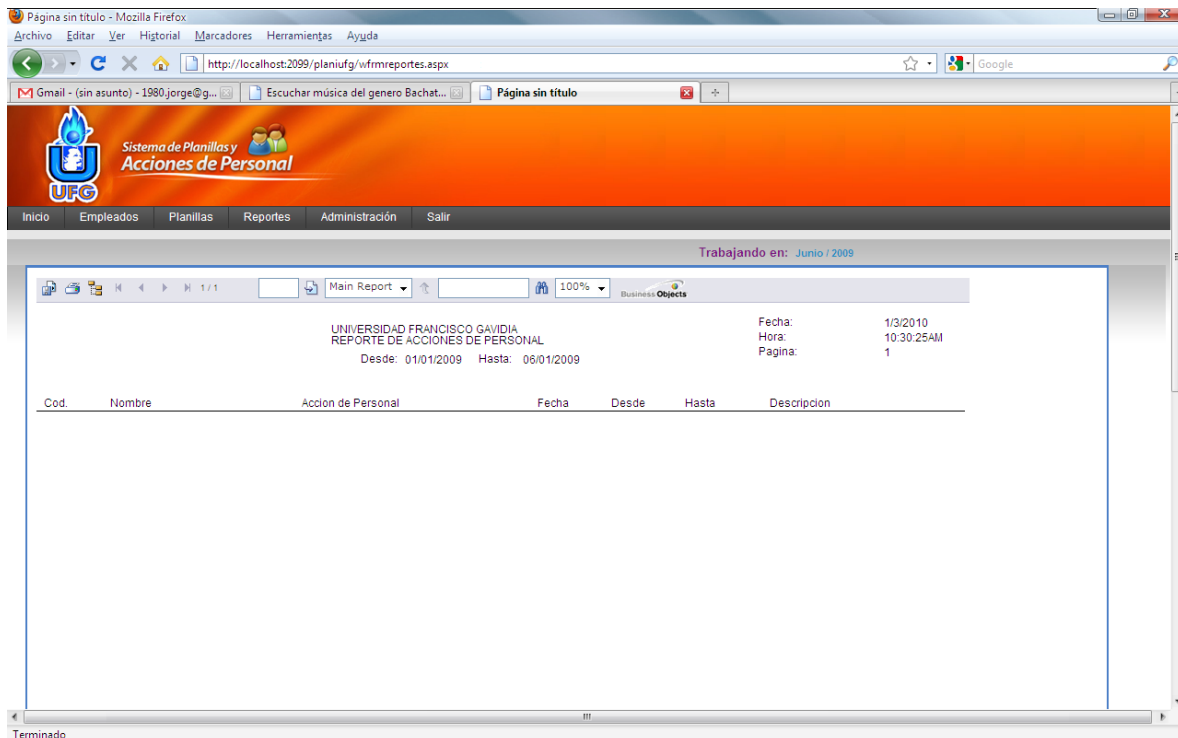 Página sin título - Mozilla Firefox
Archivo Editar Ver Historial Marcadores Herramientas Ayuda
http://localhost:2099/planiufg/wfrmreportes.aspx
Google
Gmail - (sin asunto) - 1980.jorge@g...
Escuchar música del genero Bachat...
Página sin título
UFG
Sistema de Planillas y
Acciones de Personal
Inicio Empleados Planillas Reportes Administración Salir
Trabajando en: Junio / 2009
1 / 1 Main Report 100% Business Objects
UNIVERSIDAD FRANCISCO GAVIDIA
REPORTE DE ACCIONES DE PERSONAL
Desde: 01/01/2009 Hasta: 06/01/2009
Fecha: 1/3/2010
Hora: 10:30:25AM
Pagina: 1
Cod. Nombre Accion de Personal Fecha Desde Hasta Descripcion
Terminado